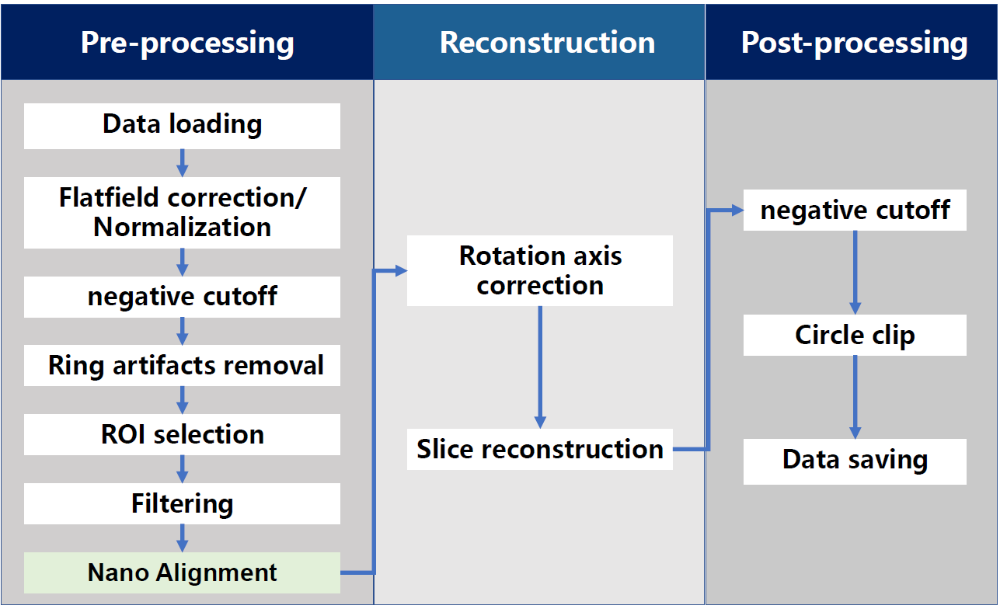 Pre-processing
Data loading
Flatfield correction/
Normalization
negative cutoff
Ring artifacts removal
ROI selection
Filtering
Nano Alignment
Reconstruction
Rotation axis
correction
Slice reconstruction
Post-processing
negative cutoff
Circle clip
Data saving